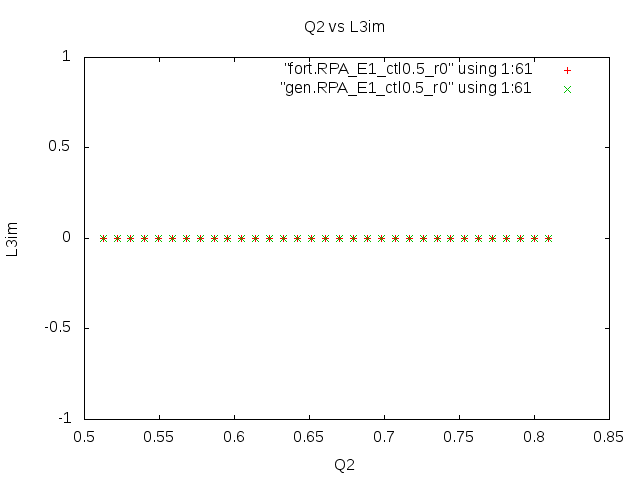 Q2 vs L3im
"fort.RPA_E1_ctl0.5_r0" using 1:61
"gen.RPA_E1_ctl0.5_r0" using 1:61
1
0.5
0
-0.5
-1
L3im
0.5 0.55 0.6 0.65 0.7 0.75 0.8 0.85
Q2